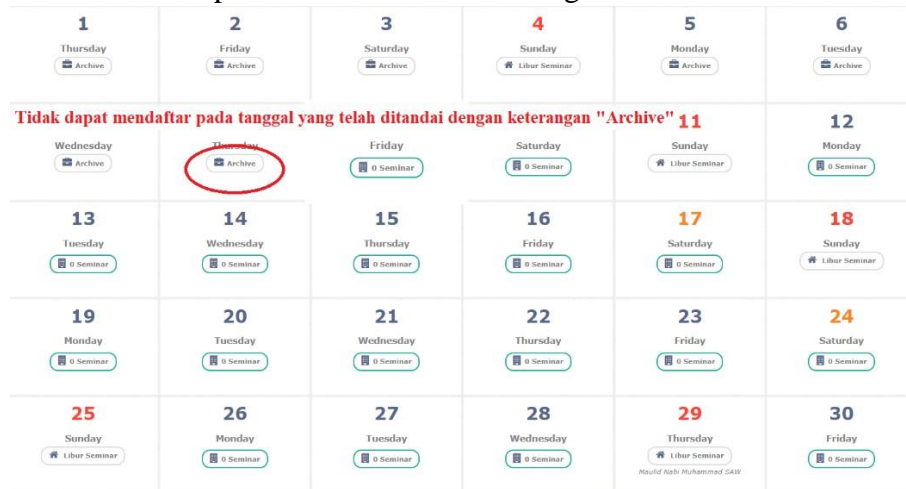 1 2 3 4 5 6
Thursday Friday Saturday Sunday Monday Tuesday
Archive Archive Archive Libur Seminar Archive Archive
Tidak dapat mendaftar pada tanggal yang telah ditandai dengan keterangan "Archive" 11 12
Wednesday Thursday Friday Saturday Sunday Monday
Archive Archive 0 Seminar 0 Seminar Libur Seminar 0 Seminar
13 14 15 16 17 18
Tuesday Wednesday Thursday Friday Saturday Sunday
0 Seminar 0 Seminar 0 Seminar 0 Seminar 0 Seminar Libur Seminar
19 20 21 22 23 24
Monday Tuesday Wednesday Thursday Friday Saturday
0 Seminar 0 Seminar 0 Seminar 0 Seminar 0 Seminar 0 Seminar
25 26 27 28 29 30
Sunday Monday Tuesday Wednesday Thursday Friday
Libur Seminar 0 Seminar 0 Seminar 0 Seminar Libur Seminar 0 Seminar
Maulid Nabi Muhammad SAW